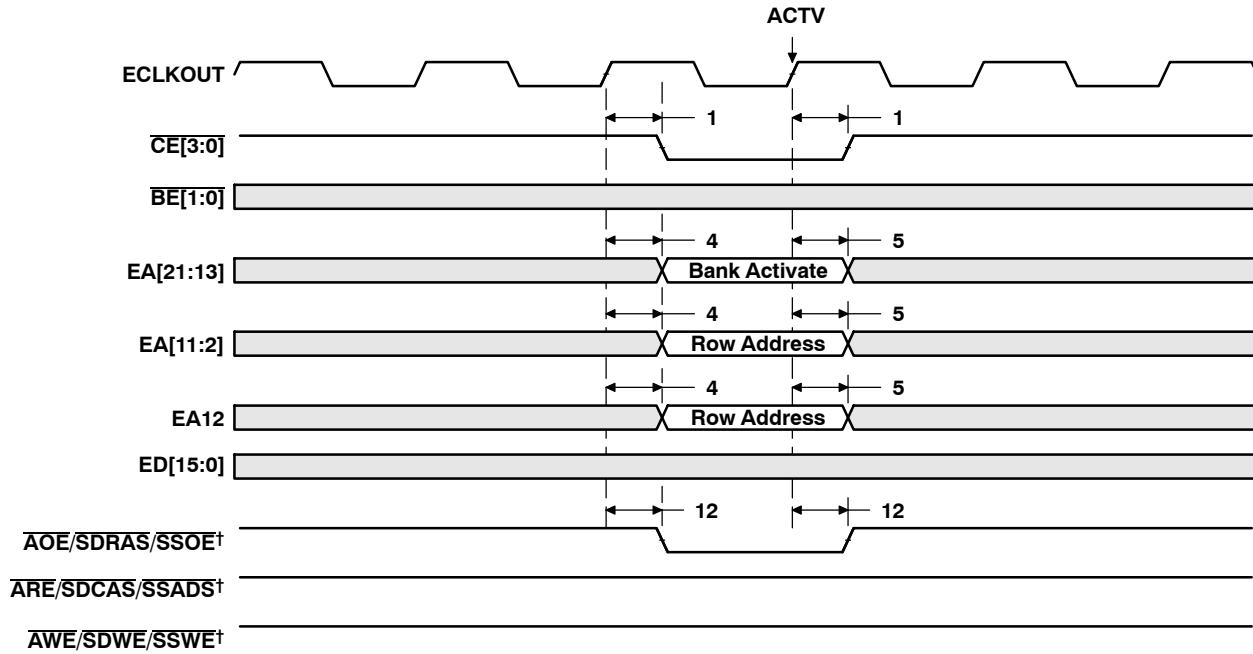 ACTV
ECLKOUT
1 1
CE[3:0]
BE[1:0]
4 5
EA[21:13] Bank Activate
4 5
EA[11:2] Row Address
4 5
EA12 Row Address
ED[15:0]
12 12
AOE/SDRAS/SSOE†
ARE/SDCAS/SSADS†
AWE/SDWE/SSWE†